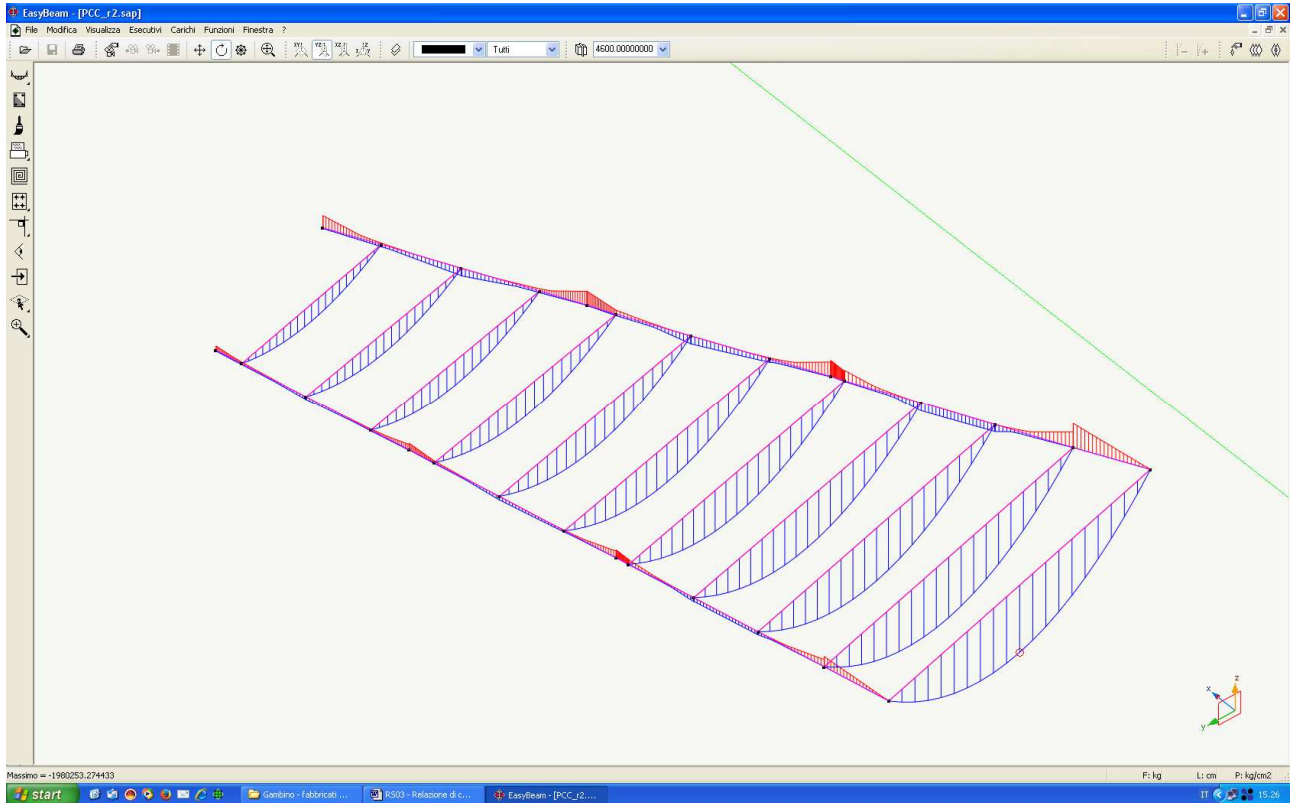 EasyBeam - [PCC_r2.sap]
File Modifica Visualizza Esecutivi Carichi Funzioni Finestra ?
Tutti 4600.00000000
z
x
y
Massimo = -1980253.274433 F: kg L: cm P: kg/cm2
start Gambino - fabbricati ... RS03 - Relazione di c... EasyBeam - [PCC_r2.... IT 15.26